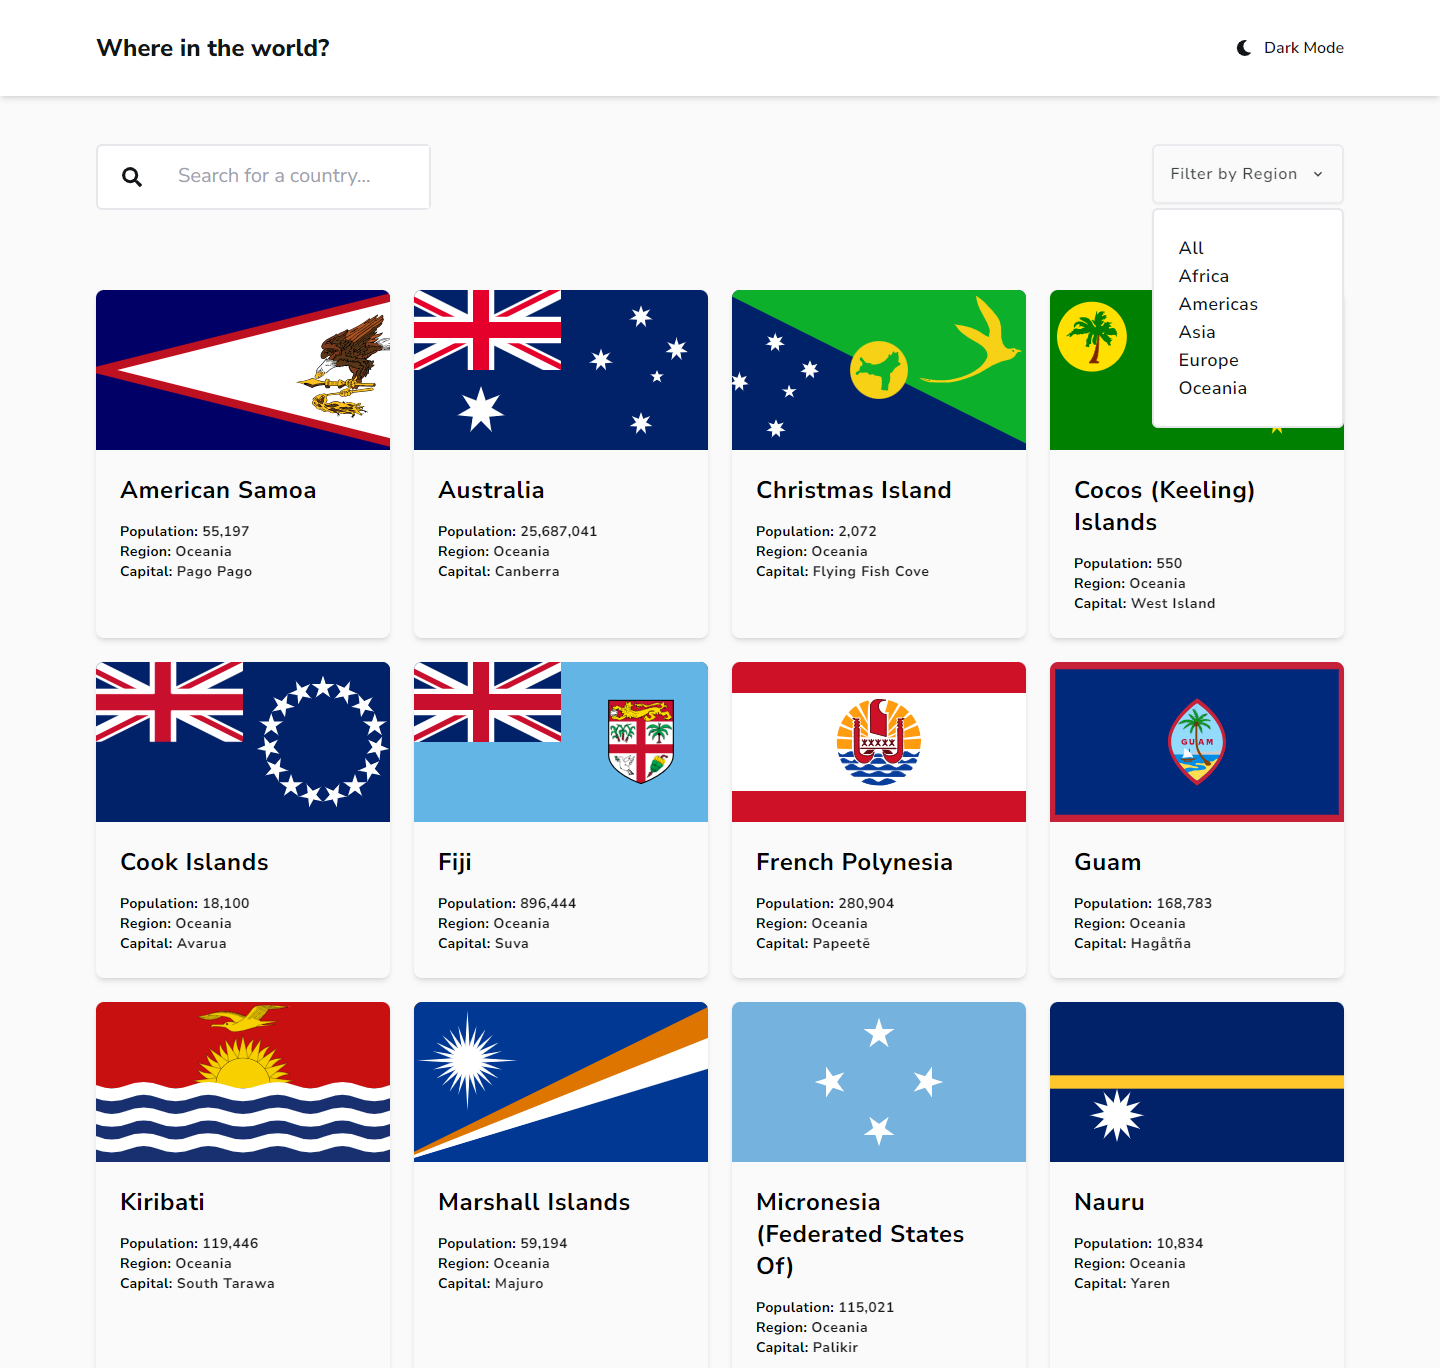 Where in the world?
Dark Mode
Search for a country...
Filter by Region
All
Africa
Americas
Asia
Europe
Oceania
American Samoa
Population: 55,197
Region: Oceania
Capital: Pago Pago
Australia
Population: 25,687,041
Region: Oceania
Capital: Canberra
Christmas Island
Population: 2,072
Region: Oceania
Capital: Flying Fish Cove
Cocos (Keeling)
Islands
Population: 550
Region: Oceania
Capital: West Island
Cook Islands
Population: 18,100
Region: Oceania
Capital: Avarua
Fiji
Population: 896,444
Region: Oceania
Capital: Suva
French Polynesia
Population: 280,904
Region: Oceania
Capital: Papeetē
GUAM
Guam
Population: 168,783
Region: Oceania
Capital: Hagåtña
Kiribati
Population: 119,446
Region: Oceania
Capital: South Tarawa
Marshall Islands
Population: 59,194
Region: Oceania
Capital: Majuro
Micronesia
(Federated States
Of)
Population: 115,021
Region: Oceania
Capital: Palikir
Nauru
Population: 10,834
Region: Oceania
Capital: Yaren